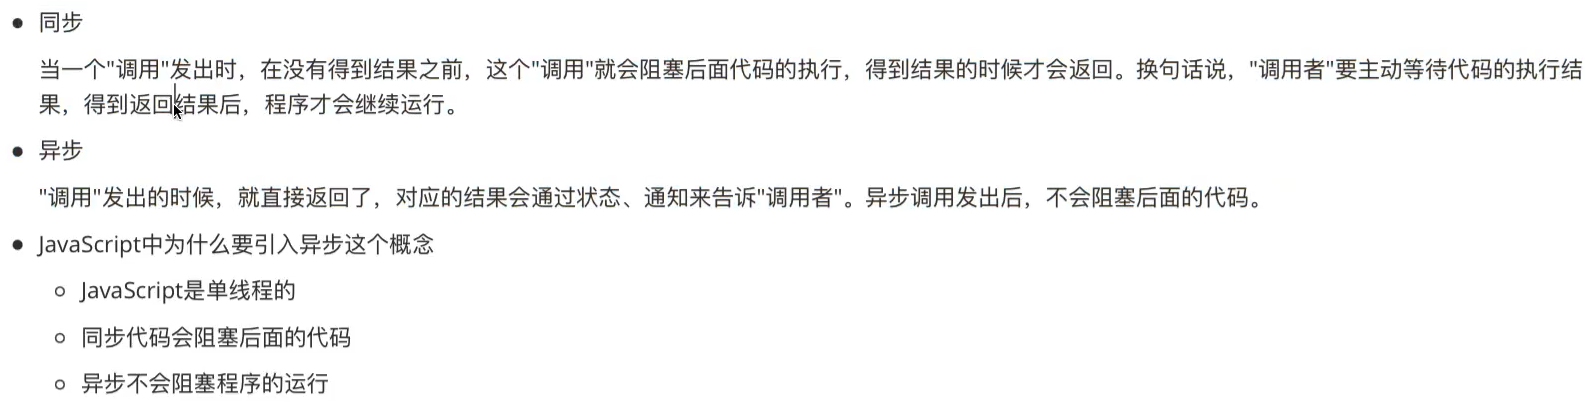 同步
当一个"调用"发出时，在没有得到结果之前，这个"调用"就会阻塞后面代码的执行，得到结果的时候才会返回。换句话说，"调用者"要主动等待代码的执行结
果，得到返回结果后，程序才会继续运行。
异步
"调用"发出的时候，就直接返回了，对应的结果会通过状态、通知来告诉"调用者"。异步调用发出后，不会阻塞后面的代码。
JavaScript中为什么要引入异步这个概念
JavaScript是单线程的
同步代码会阻塞后面的代码
异步不会阻塞程序的运行